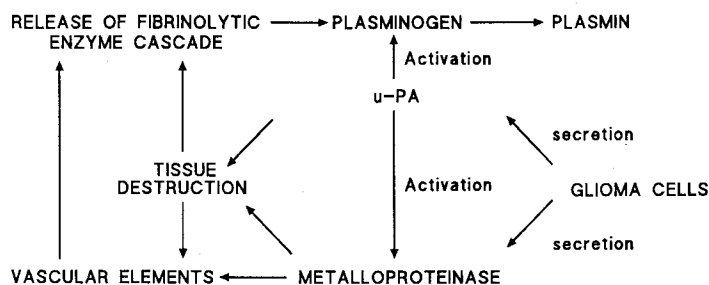 RELEASE OF FIBRINOLYTIC
ENZYME CASCADE
PLASMINOGEN
PLASMIN
Activation
u-PA
secretion
TISSUE
DESTRUCTION
Activation
GLIOMA CELLS
secretion
VASCULAR ELEMENTS
METALLOPROTEINASE